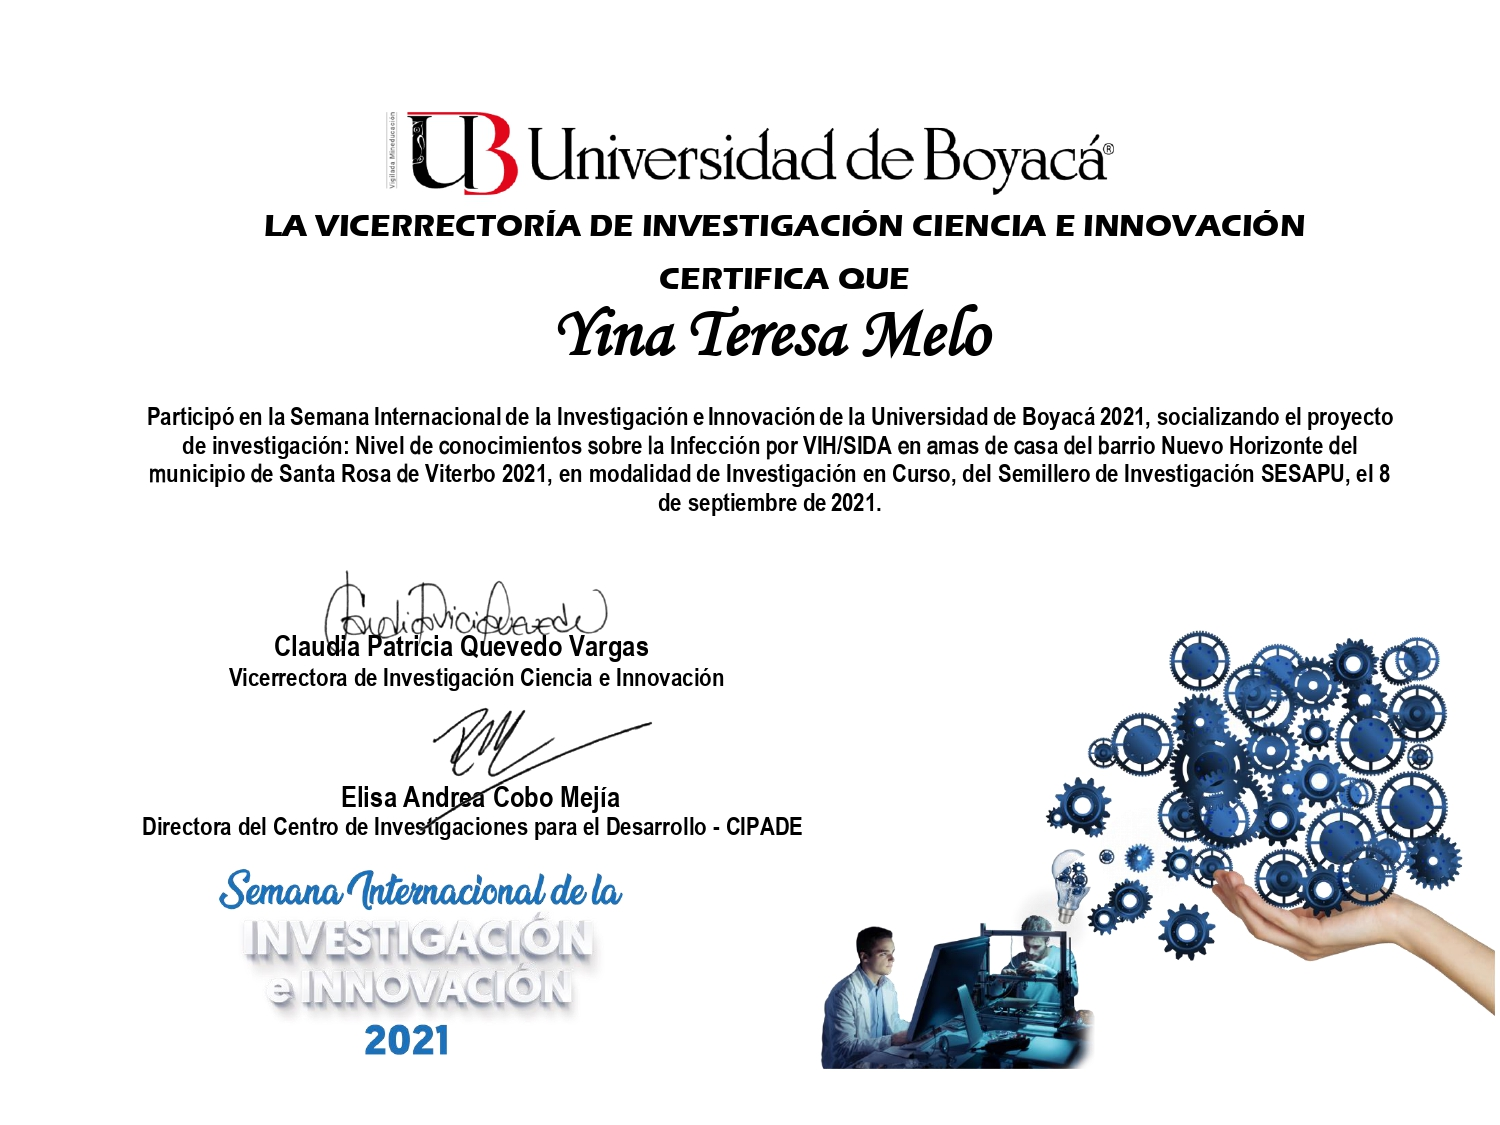 Vigilada Mineducación
UB Universidad de Boyacá®
LA VICERRECTORÍA DE INVESTIGACIÓN CIENCIA E INNOVACIÓN
CERTIFICA QUE
Yina Teresa Melo
Participó en la Semana Internacional de la Investigación e Innovación de la Universidad de Boyacá 2021, socializando el proyecto
de investigación: Nivel de conocimientos sobre la Infección por VIH/SIDA en amas de casa del barrio Nuevo Horizonte del
municipio de Santa Rosa de Viterbo 2021, en modalidad de Investigación en Curso, del Semillero de Investigación SESAPU, el 8
de septiembre de 2021.
Claudia Patricia Quevedo Vargas
Vicerrectora de Investigación Ciencia e Innovación
Elisa Andrea Cobo Mejía
Directora del Centro de Investigaciones para el Desarrollo - CIPADE
Semana Internacional de la
INVESTIGACIÓN
e INNOVACIÓN
2021